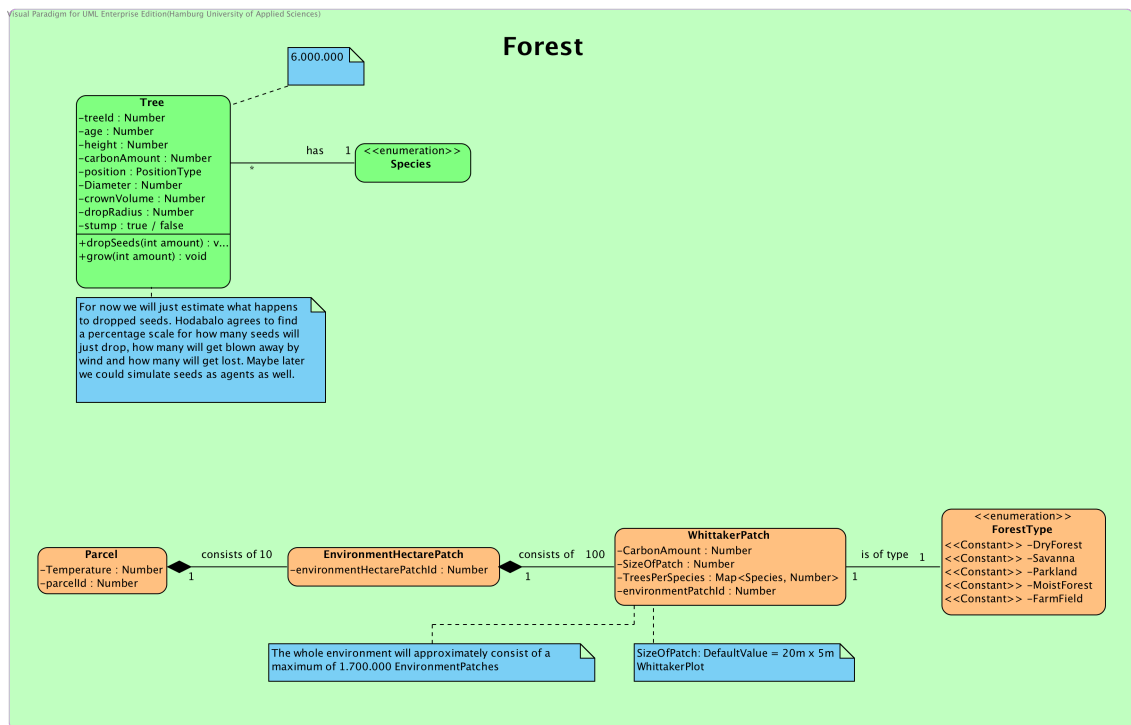 Visual Paradigm for UML Enterprise Edition(Hamburg University of Applied Sciences)
Forest
6.000.000
Tree
-treeId : Number
-age : Number
-height : Number
-carbonAmount : Number
-position : PositionType
-Diameter : Number
-crownVolume : Number
-dropRadius : Number
-stump : true / false
+dropSeeds(int amount) : v...
+grow(int amount) : void
has 1
*
<<enumeration>>
Species
For now we will just estimate what happens
to dropped seeds. Hodabalo agrees to find
a percentage scale for how many seeds will
just drop, how many will get blown away by
wind and how many will get lost. Maybe later
we could simulate seeds as agents as well.
Parcel
-Temperature : Number
-parcelId : Number
consists of 10
1
EnvironmentHectarePatch
-environmentHectarePatchId : Number
consists of 100
1
WhittakerPatch
-CarbonAmount : Number
-SizeOfPatch : Number
-TreesPerSpecies : Map<Species, Number>
-environmentPatchId : Number
is of type 1
1
<<enumeration>>
ForestType
<<Constant>> -DryForest
<<Constant>> -Savanna
<<Constant>> -Parkland
<<Constant>> -MoistForest
<<Constant>> -FarmField
The whole environment will approximately consist of a
maximum of 1.700.000 EnvironmentPatches
SizeOfPatch: DefaultValue = 20m x 5m
WhittakerPlot